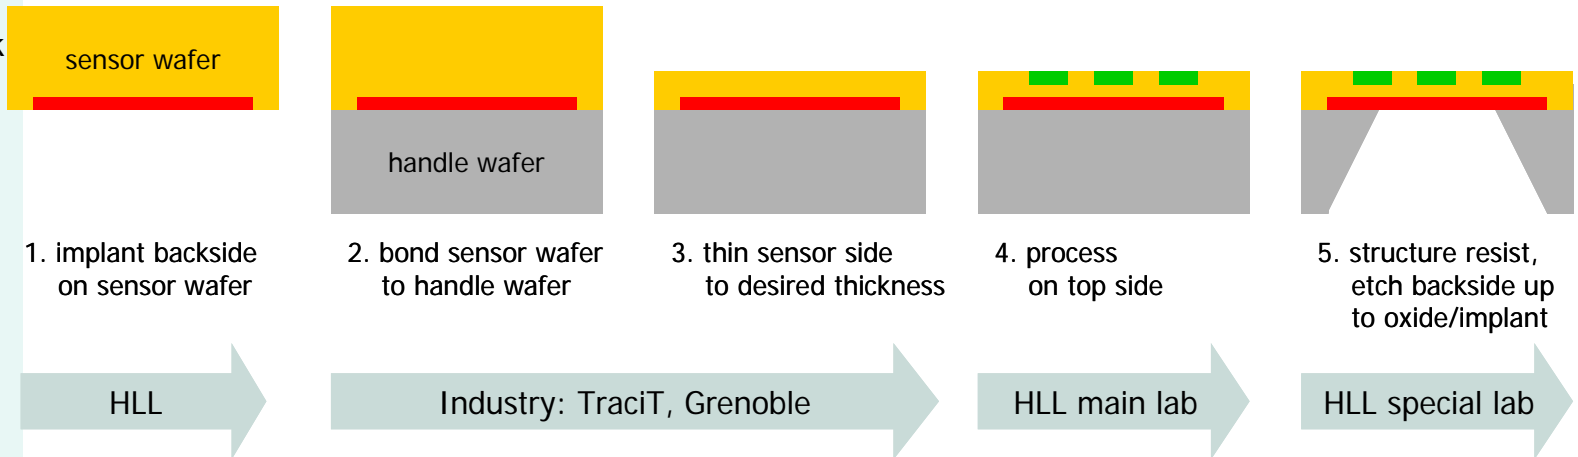 sensor wafer
handle wafer
1. implant backside
on sensor wafer
2. bond sensor wafer
to handle wafer
3. thin sensor side
to desired thickness
4. process
on top side
5. structure resist,
etch backside up
to oxide/implant
HLL
Industry: TraciT, Grenoble
HLL main lab
HLL special lab